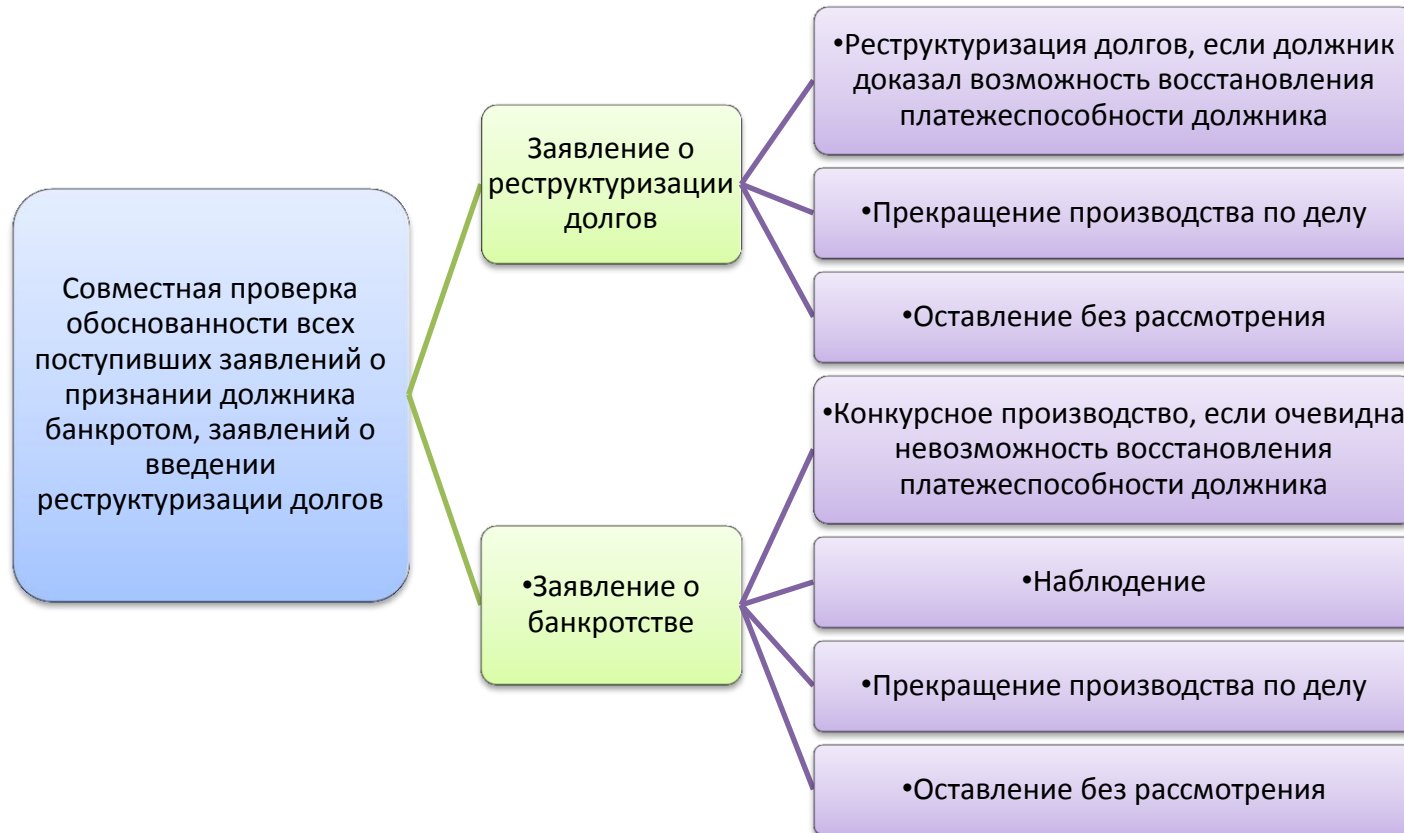 Совместная проверка
обоснованности всех
поступивших заявлений о
признании должника
банкротом, заявлений о
введении
реструктуризации долгов
Заявление о
реструктуризации
долгов
•Реструктуризация долгов, если должник
доказал возможность восстановления
платежеспособности должника
•Прекращение производства по делу
•Оставление без рассмотрения
•Заявление о
банкротстве
•Конкурсное производство, если очевидна
невозможность восстановления
платежеспособности должника
•Наблюдение
•Прекращение производства по делу
•Оставление без рассмотрения